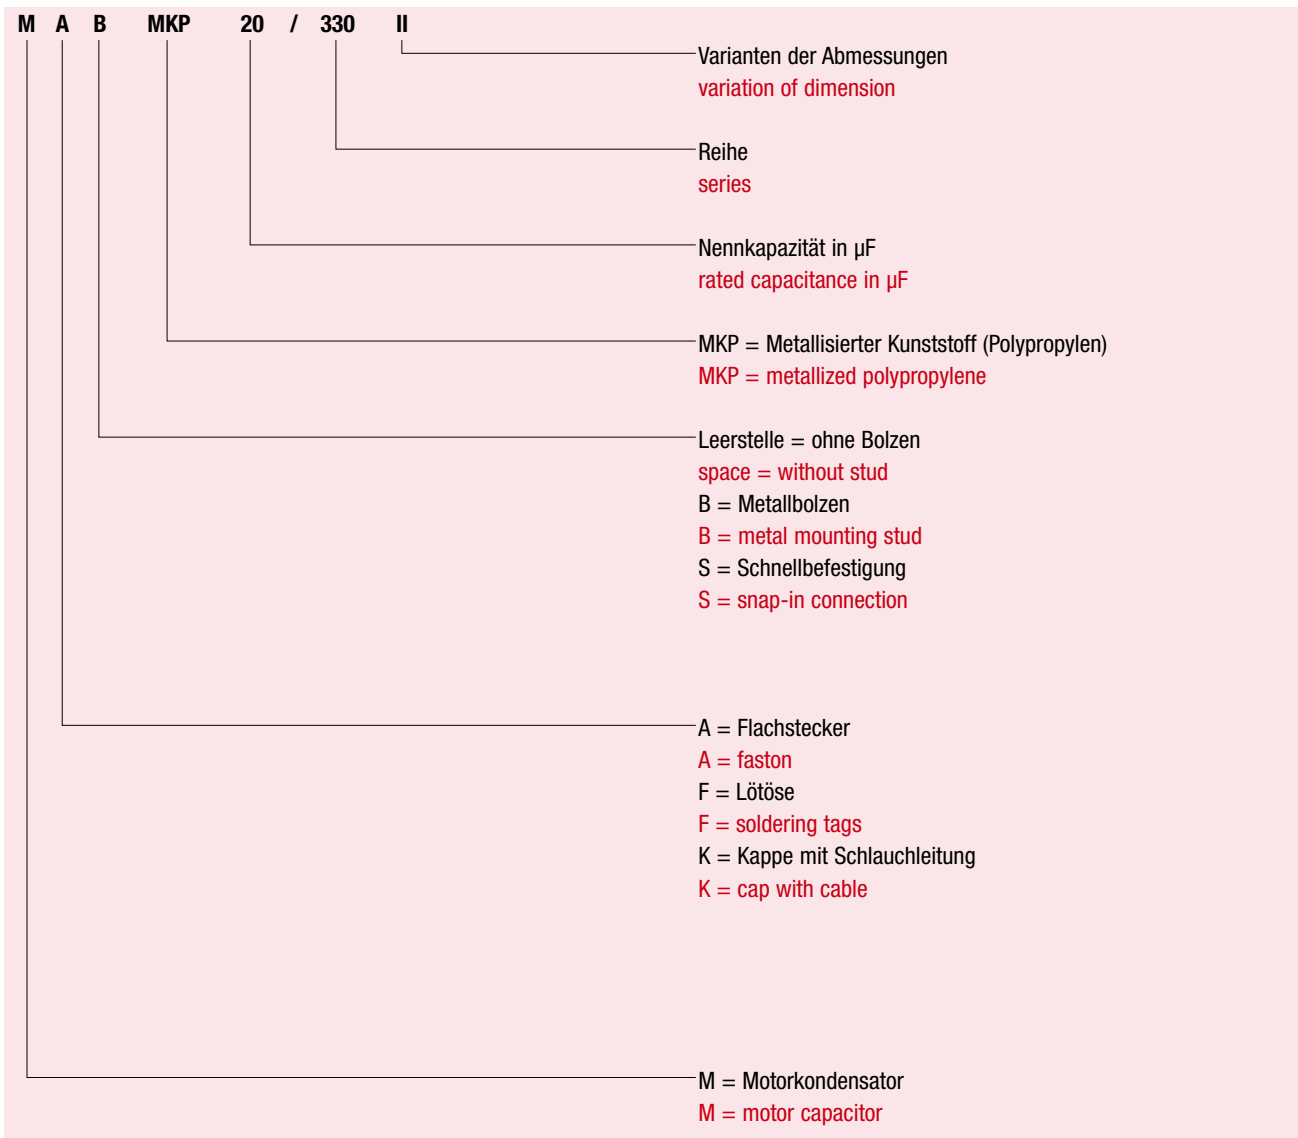 M A B MKP 20 / 330 II
Varianten der Abmessungen
variation of dimension
Reihe
series
Nennkapazität in µF
rated capacitance in µF
MKP = Metallisierter Kunststoff (Polypropylen)
MKP = metallized polypropylene
Leerstelle = ohne Bolzen
space = without stud
B = Metallbolzen
B = metal mounting stud
S = Schnellbefestigung
S = snap-in connection
A = Flachstecker
A = faston
F = Lötöse
F = soldering tags
K = Kappe mit Schlauchleitung
K = cap with cable
M = Motorkondensator
M = motor capacitor